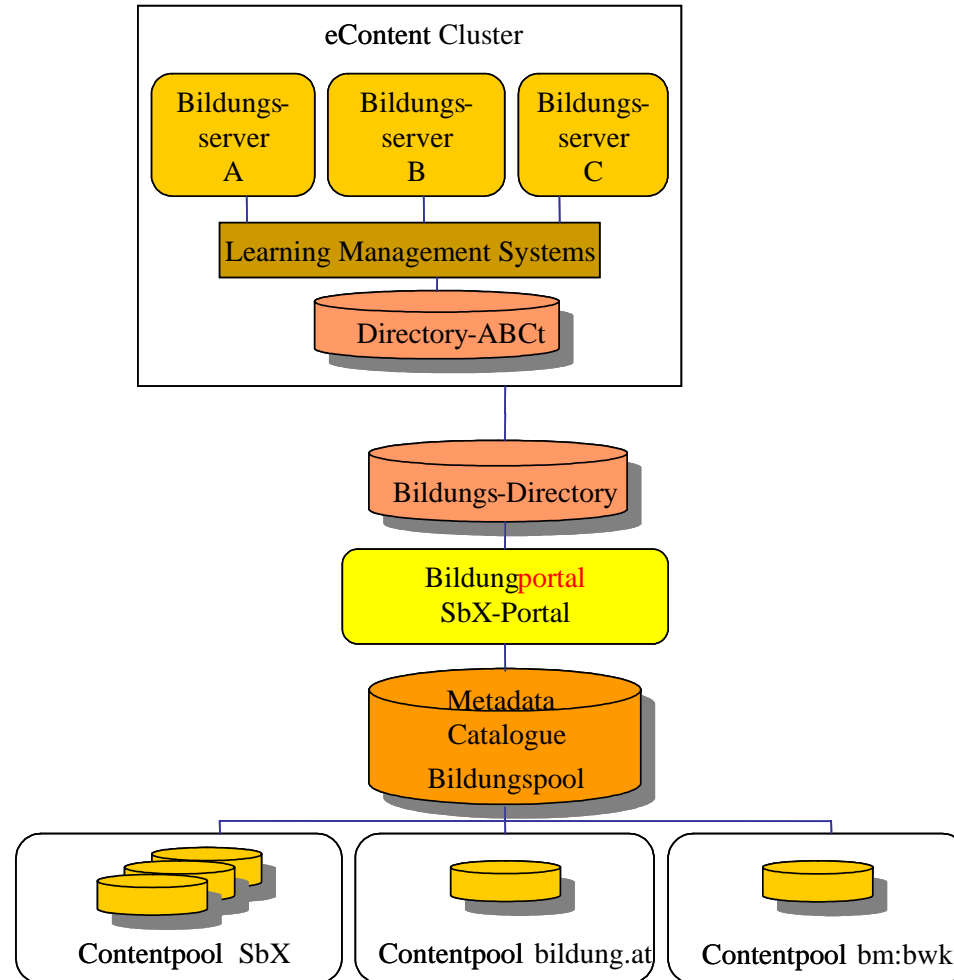 eContent Cluster
Bildungs-
server
A
Bildungs-
server
B
Bildungs-
server
C
Learning Management Systems
Directory-ABCt
Bildungs-Directory
Bildungportal
SbX-Portal
Metadata
Catalogue
Bildungspool
Contentpool SbX
Contentpool bildung.at
Contentpool bm:bwk